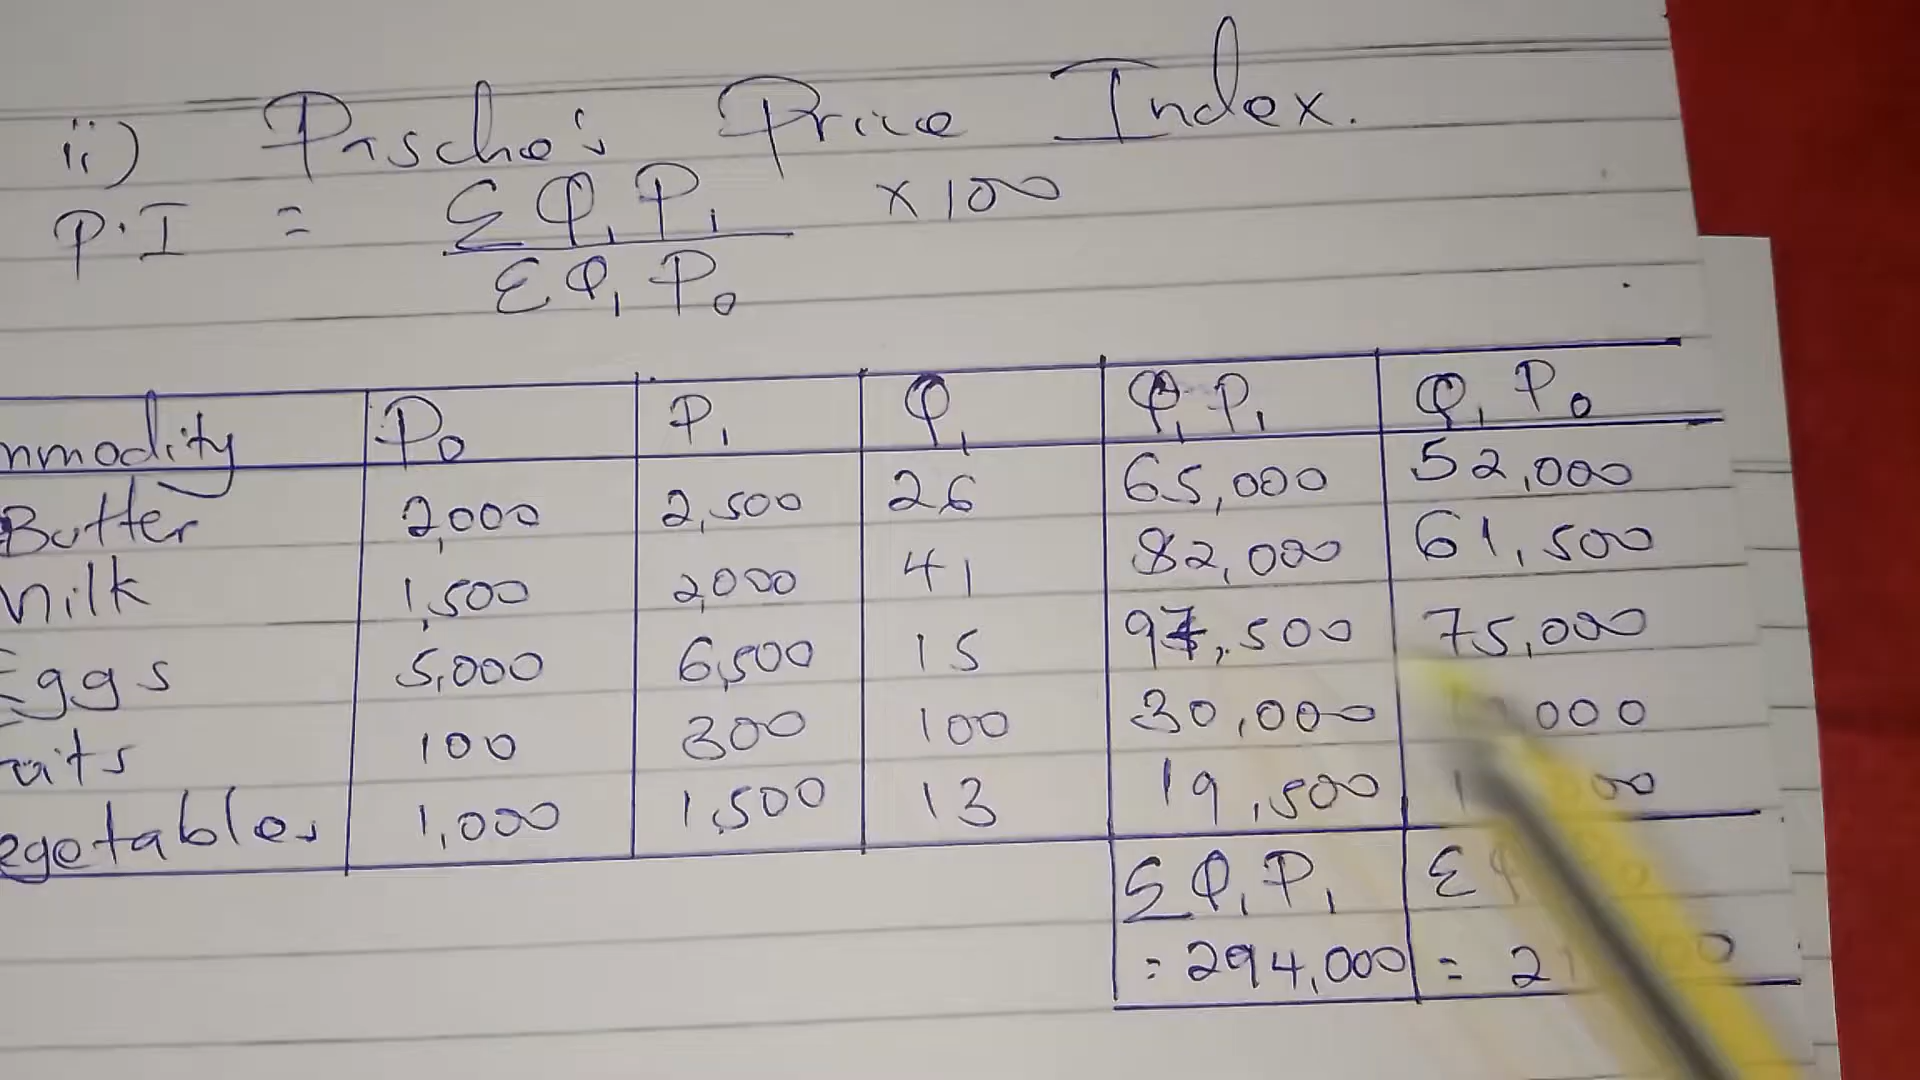 ii) Pasche's Price Index.
P.I = ΣQ₁P₁ / ΣQ₁P₀ x 100
mmodity P₀ P₁ Q₁ Q₁P₁ Q₁P₀
Butter 2,000 2,500 26 65,000 52,000
Milk 1,500 2,000 41 82,000 61,500
Eggs 5,000 6,500 15 97,500 75,000
uits 100 300 100 30,000 000
egetables 1,000 1,500 13 19,500
ΣQ₁P₁ Σ
= 294,000 = 2